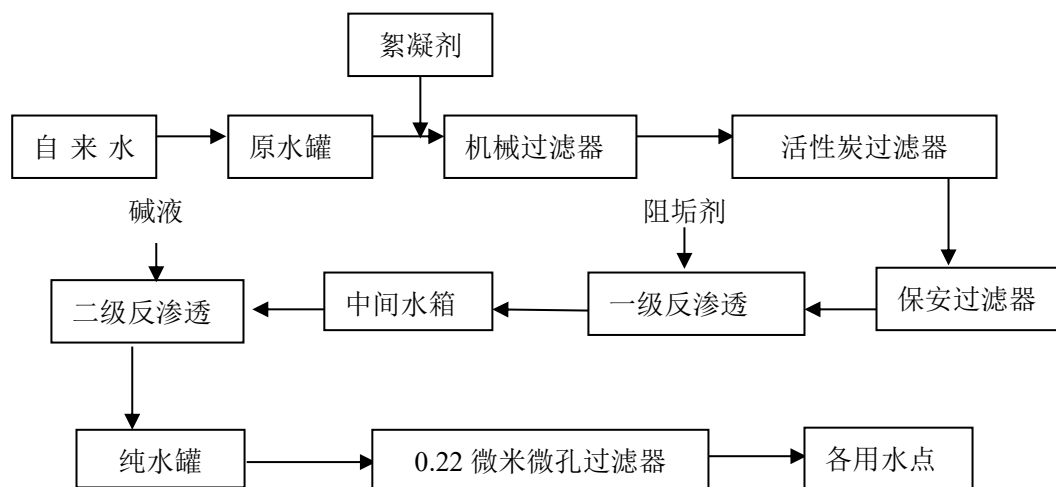 絮凝剂
自 来 水
原水罐
机械过滤器
活性炭过滤器
碱液
阻垢剂
二级反渗透
中间水箱
一级反渗透
保安过滤器
纯水罐
0.22 微米微孔过滤器
各用水点